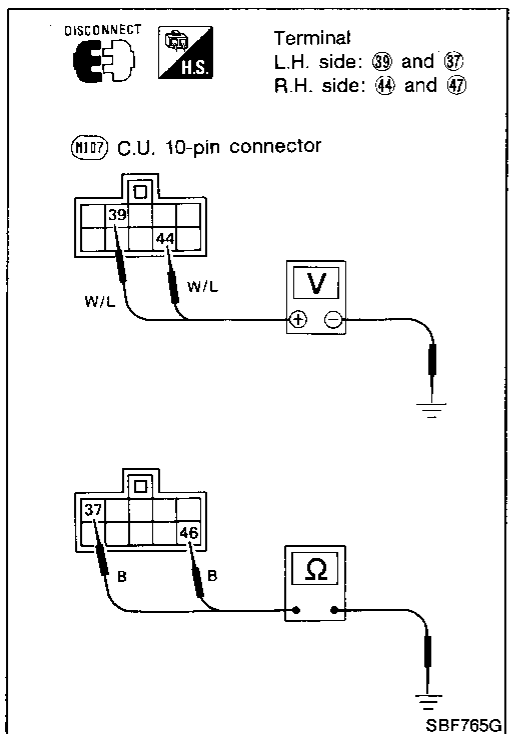 DISCONNECT
H.S.
Terminal
L.H. side: 39 and 37
R.H. side: 44 and 47
M107 C.U. 10-pin connector
39
44
W/L
W/L
V
⊕ ⊖
37
46
B
B
Ω
SBF765G